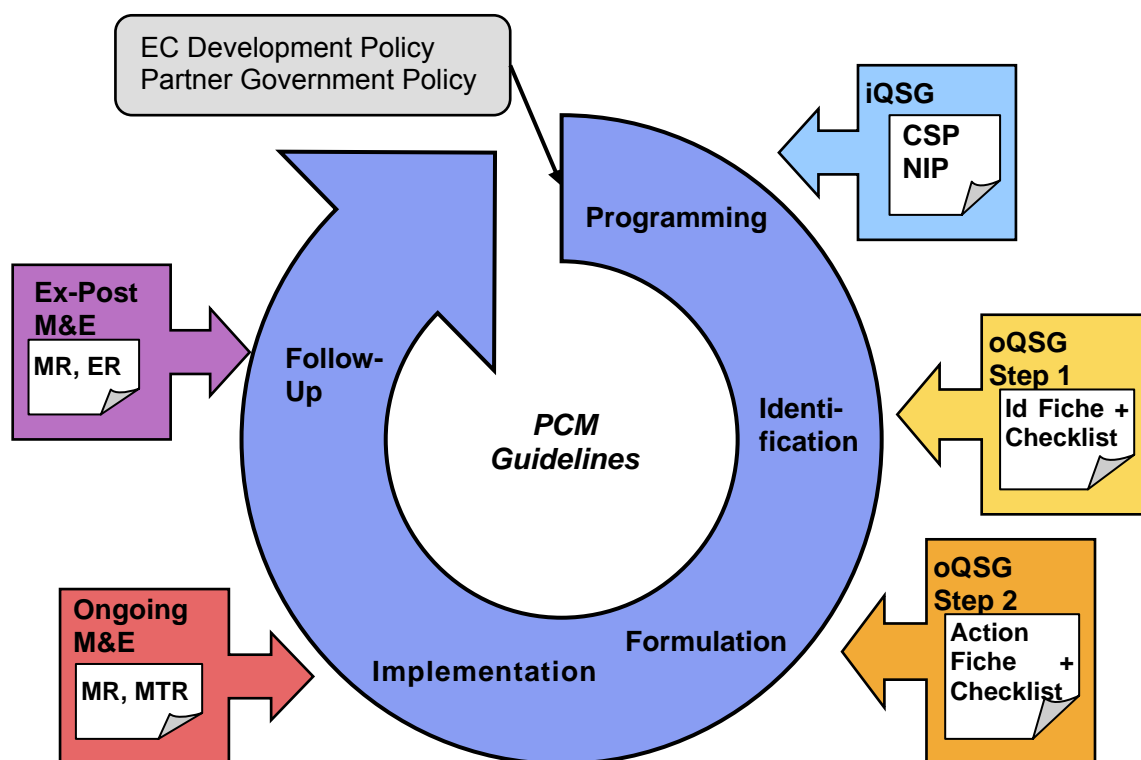 EC Development Policy
Partner Government Policy
iQSG
CSP
NIP
Programming
Ex-Post
M&E
MR, ER
Follow-
Up
oQSG
Step 1
Id Fiche +
Checklist
Identi-
fication
PCM
Guidelines
oQSG
Step 2
Action
Fiche +
Checklist
Formulation
Implementation
Ongoing
M&E
MR, MTR